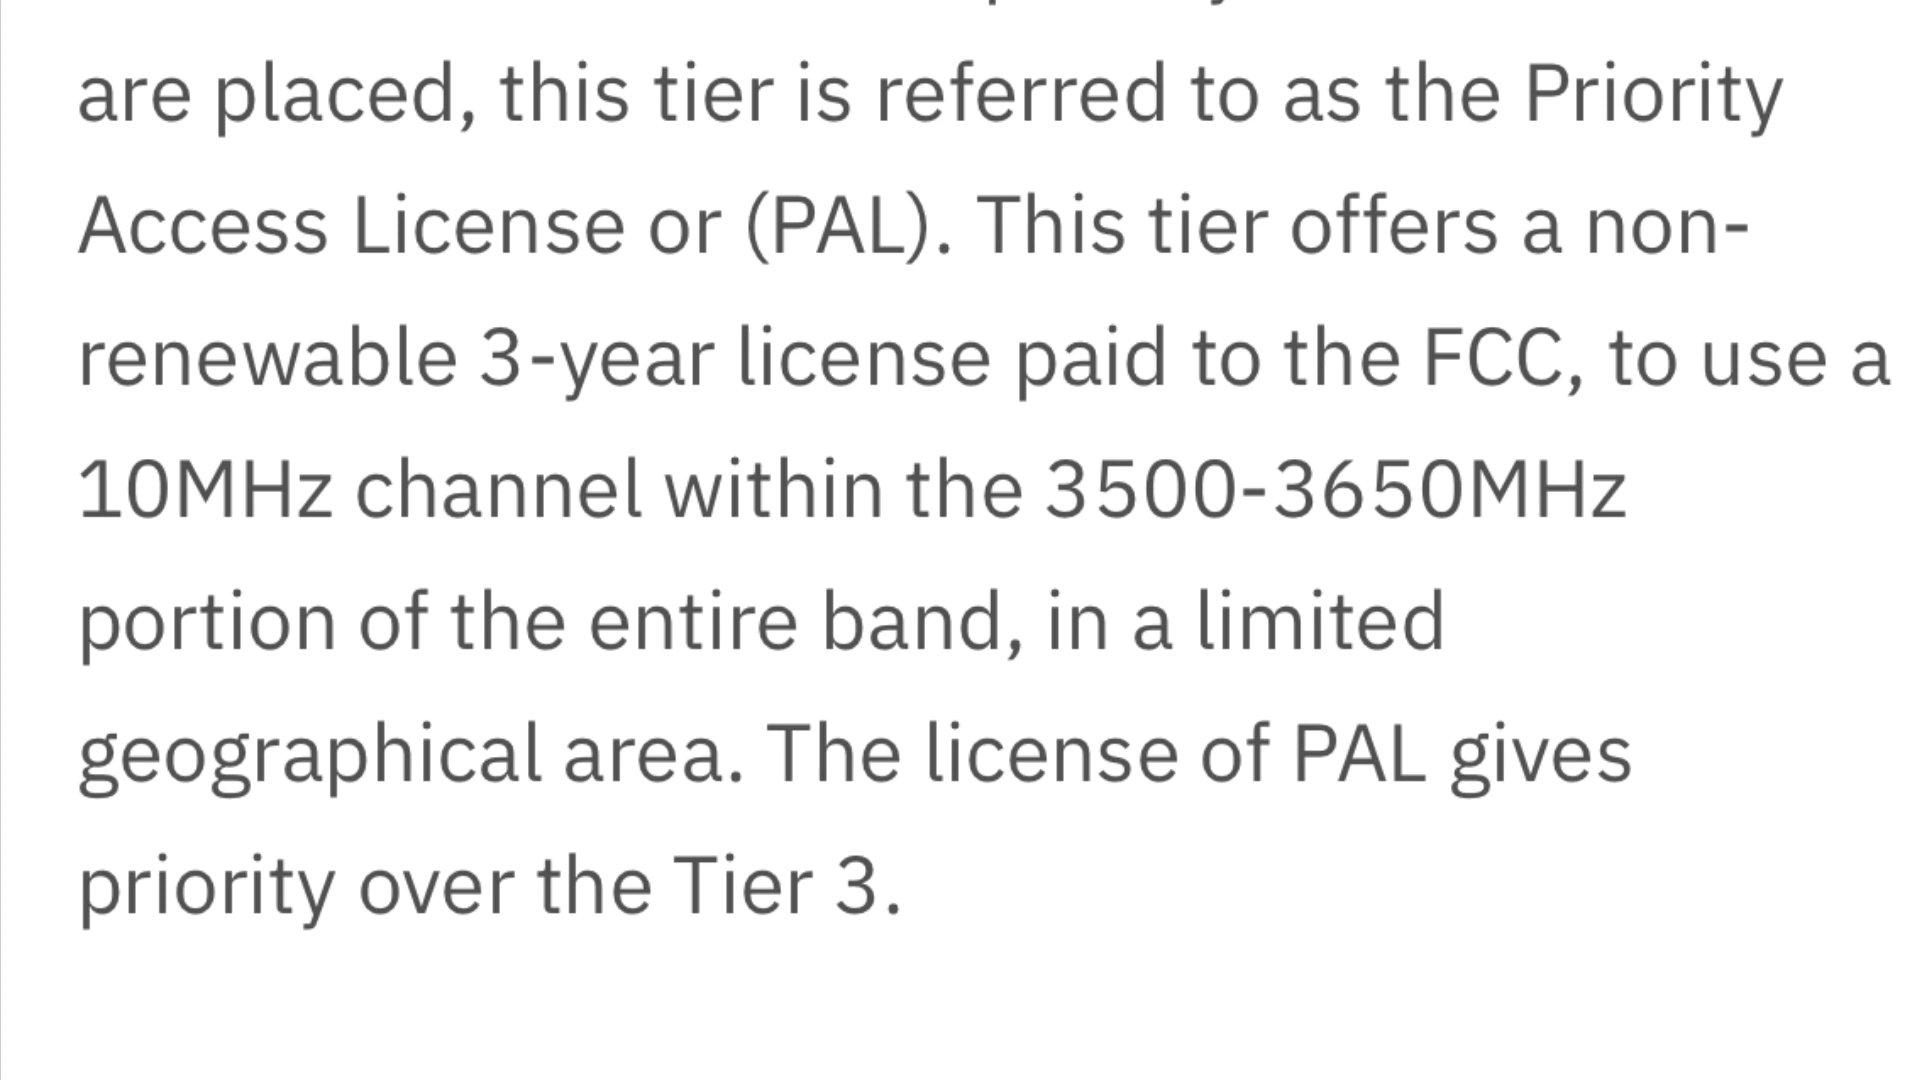 are placed, this tier is referred to as the Priority
Access License or (PAL). This tier offers a non-
renewable 3-year license paid to the FCC, to use a
10MHz channel within the 3500-3650MHz
portion of the entire band, in a limited
geographical area. The license of PAL gives
priority over the Tier 3.